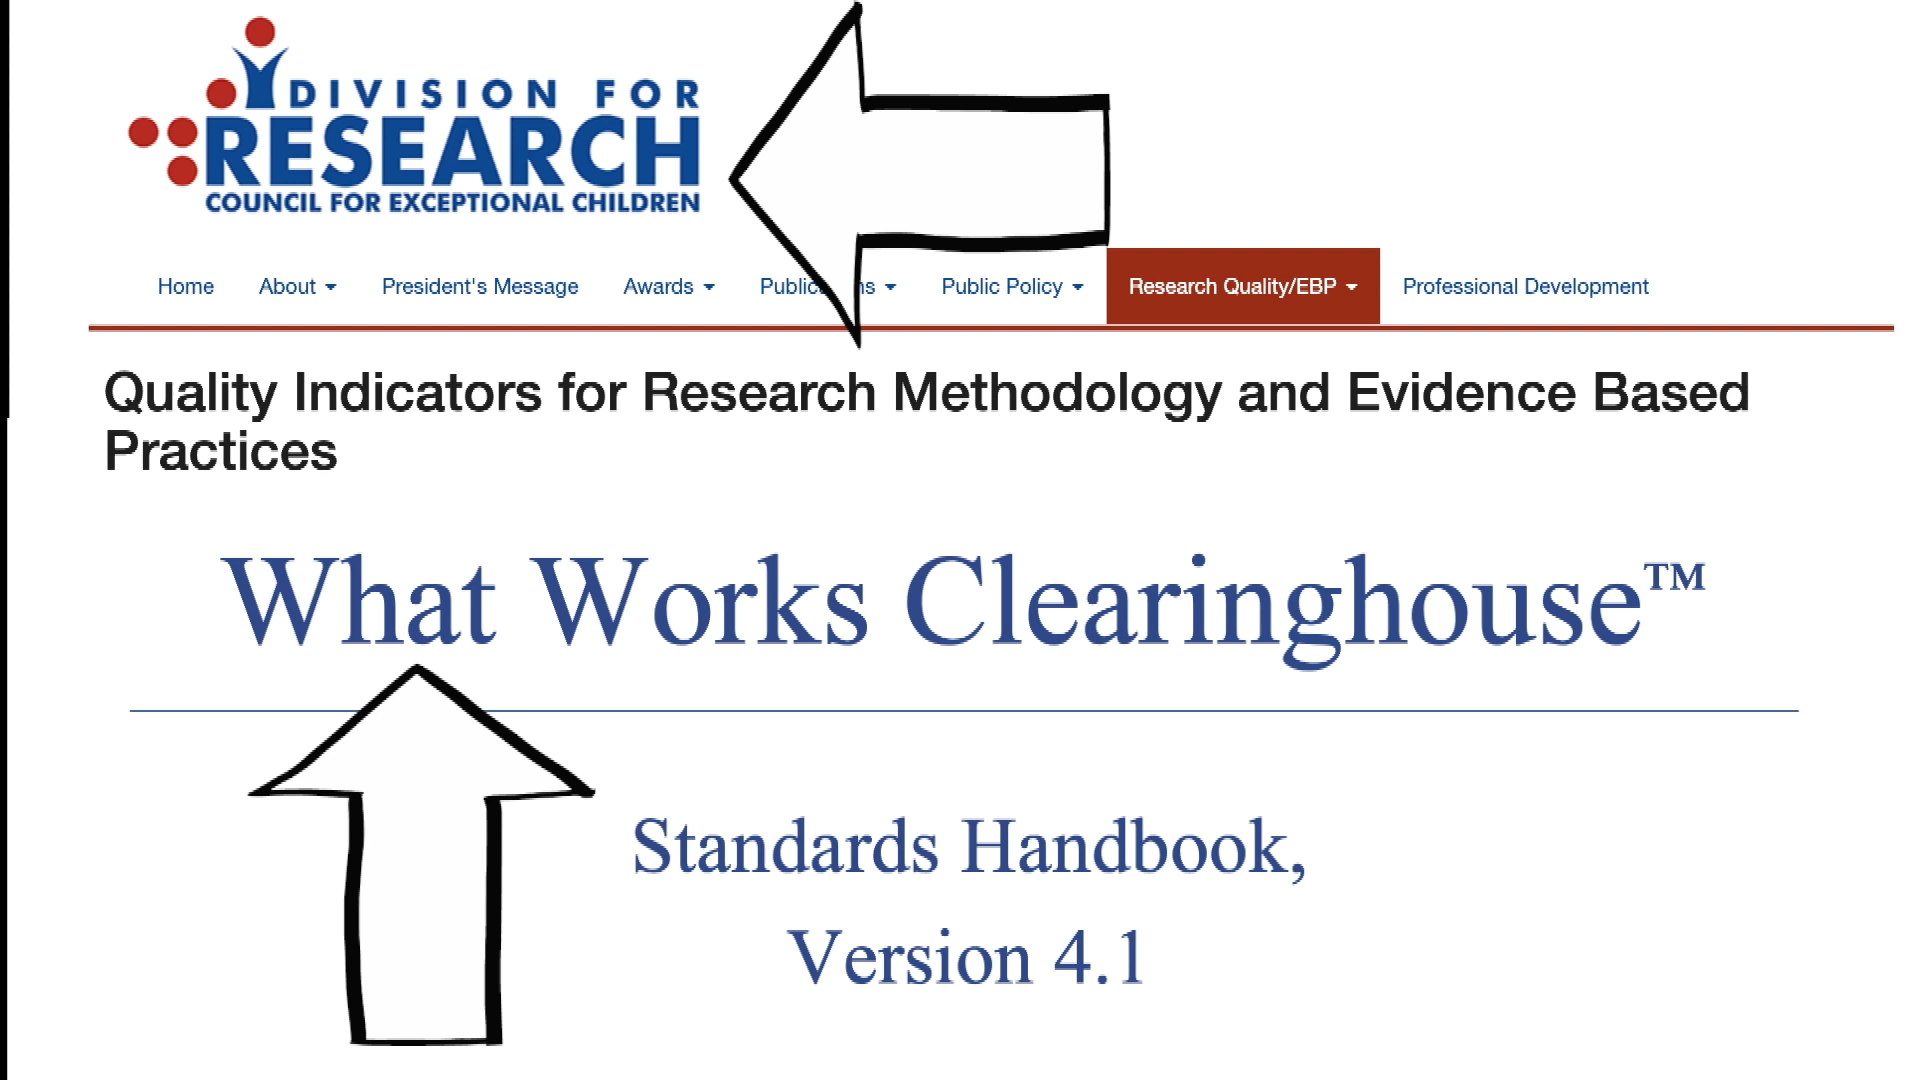 DIVISION FOR
RESEARCH
COUNCIL FOR EXCEPTIONAL CHILDREN
Home About President's Message Awards Public Policy Research Quality/EBP Professional Development
Quality Indicators for Research Methodology and Evidence Based
Practices
What Works Clearinghouse™
Standards Handbook,
Version 4.1